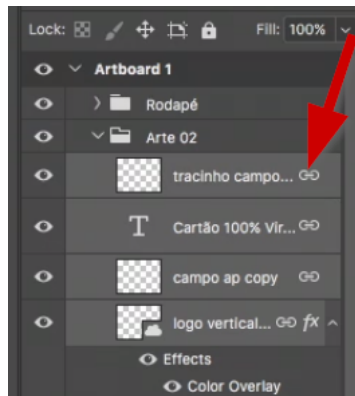 Lock: Fill: 100%
Artboard 1
Rodapé
Arte 02
tracinho campo...
T Cartão 100% Vir...
campo ap copy
logo vertical... fx
Effects
Color Overlay